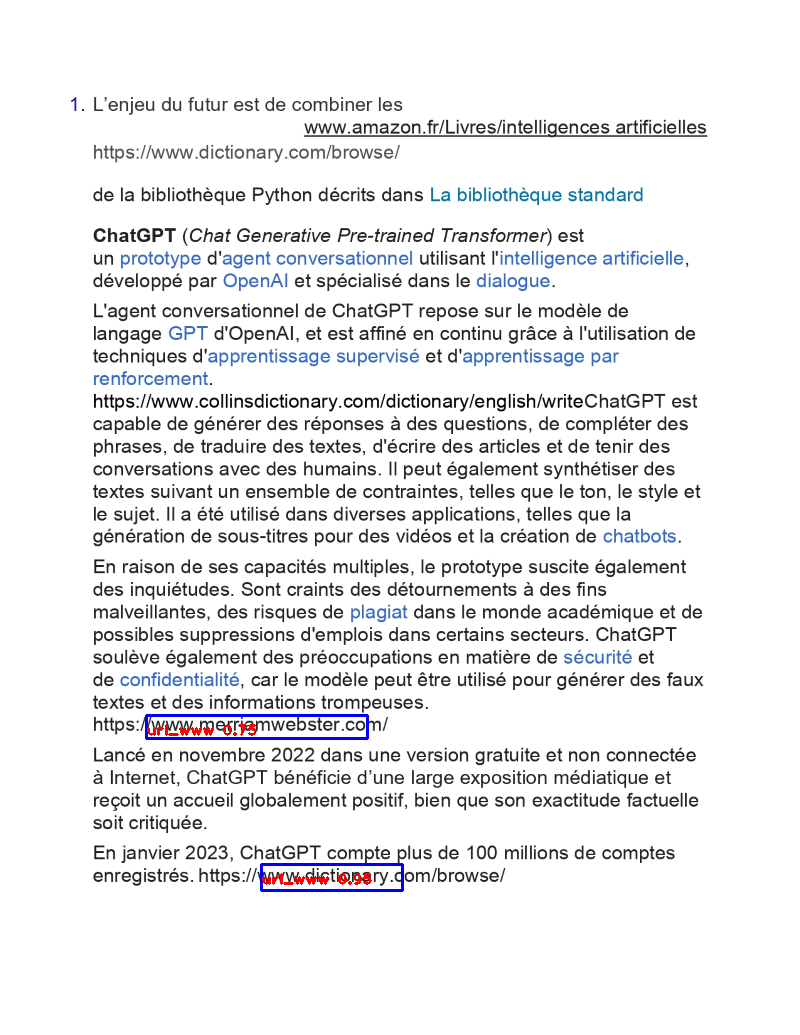 1. L’enjeu du futur est de combiner les
www.amazon.fr/Livres/intelligences artificielles
https://www.dictionary.com/browse/
de la bibliothèque Python décrits dans La bibliothèque standard
ChatGPT (Chat Generative Pre-trained Transformer) est
un prototype d'agent conversationnel utilisant l'intelligence artificielle,
développé par OpenAI et spécialisé dans le dialogue.
L'agent conversationnel de ChatGPT repose sur le modèle de
langage GPT d'OpenAI, et est affiné en continu grâce à l'utilisation de
techniques d'apprentissage supervisé et d'apprentissage par
renforcement.
https://www.collinsdictionary.com/dictionary/english/writeChatGPT est
capable de générer des réponses à des questions, de compléter des
phrases, de traduire des textes, d'écrire des articles et de tenir des
conversations avec des humains. Il peut également synthétiser des
textes suivant un ensemble de contraintes, telles que le ton, le style et
le sujet. Il a été utilisé dans diverses applications, telles que la
génération de sous-titres pour des vidéos et la création de chatbots.
En raison de ses capacités multiples, le prototype suscite également
des inquiétudes. Sont craints des détournements à des fins
malveillantes, des risques de plagiat dans le monde académique et de
possibles suppressions d'emplois dans certains secteurs. ChatGPT
soulève également des préoccupations en matière de sécurité et
de confidentialité, car le modèle peut être utilisé pour générer des faux
textes et des informations trompeuses.
https://www.merriamwebster.com/
url_www 0.75
Lancé en novembre 2022 dans une version gratuite et non connectée
à Internet, ChatGPT bénéficie d’une large exposition médiatique et
reçoit un accueil globalement positif, bien que son exactitude factuelle
soit critiquée.
En janvier 2023, ChatGPT compte plus de 100 millions de comptes
enregistrés. https://www.dictionary.com/browse/
url_www 0.93